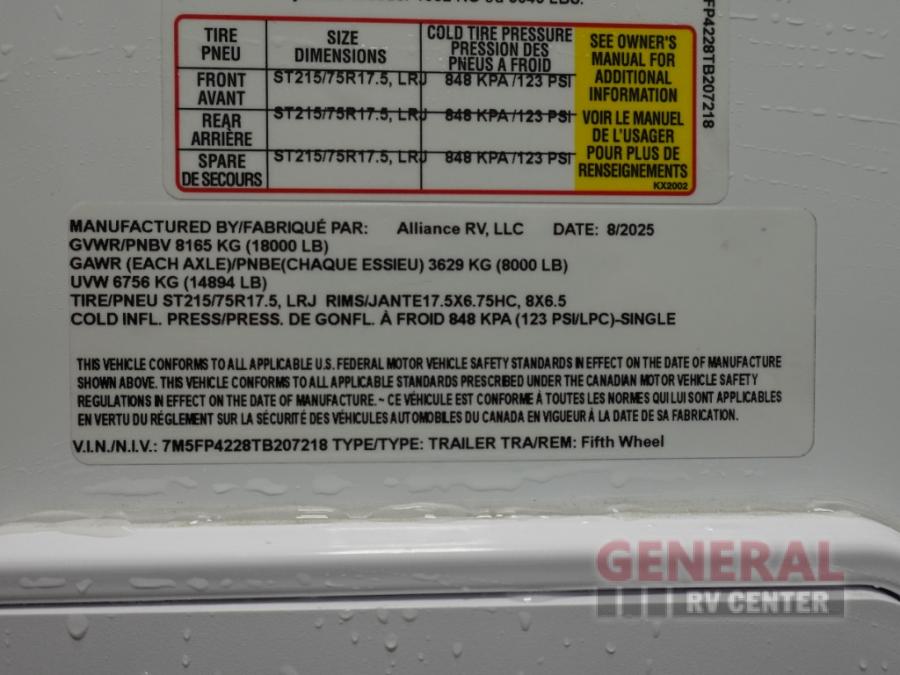 TIRE PNEU SIZE DIMENSIONS COLD TIRE PRESSURE PRESSION DES PNEUS A FROID
FRONT AVANT ST215/75R17.5, LRJ 848 KPA /123 PSI
REAR ARRIÈRE ST215/75R17.5, LRJ 848 KPA /123 PSI
SPARE DE SECOURS ST215/75R17.5, LRJ 848 KPA /123 PSI
SEE OWNER'S
MANUAL FOR
ADDITIONAL
INFORMATION
VOIR LE MANUEL
DE L'USAGER
POUR PLUS DE
RENSEIGNEMENTS
KX2002
FP4228TB207218
MANUFACTURED BY/FABRIQUÉ PAR: Alliance RV, LLC DATE: 8/2025
GVWR/PNBV 8165 KG (18000 LB)
GAWR (EACH AXLE)/PNBE(CHAQUE ESSIEU) 3629 KG (8000 LB)
UVW 6756 KG (14894 LB)
TIRE/PNEU ST215/75R17.5, LRJ RIMS/JANTE17.5X6.75HC, 8X6.5
COLD INFL. PRESS/PRESS. DE GONFL. À FROID 848 KPA (123 PSI/LPC)-SINGLE
THIS VEHICLE CONFORMS TO ALL APPLICABLE U.S. FEDERAL MOTOR VEHICLE SAFETY STANDARDS IN EFFECT ON THE DATE OF MANUFACTURE
SHOWN ABOVE. THIS VEHICLE CONFORMS TO ALL APPLICABLE STANDARDS PRESCRIBED UNDER THE CANADIAN MOTOR VEHICLE SAFETY
REGULATIONS IN EFFECT ON THE DATE OF MANUFACTURE. ~ CE VÉHICULE EST CONFORME À TOUTES LES NORMES QUI LUI SONT APPLICABLES
EN VERTU DU RÉGLEMENT SUR LA SÉCURITÉ DES VÉHICULES AUTOMOBILES DU CANADA EN VIGUEUR À LA DATE DE SA FABRICATION.
V.I.N./N.I.V.: 7M5FP4228TB207218 TYPE/TYPE: TRAILER TRA/REM: Fifth Wheel
GENERAL
RV CENTER